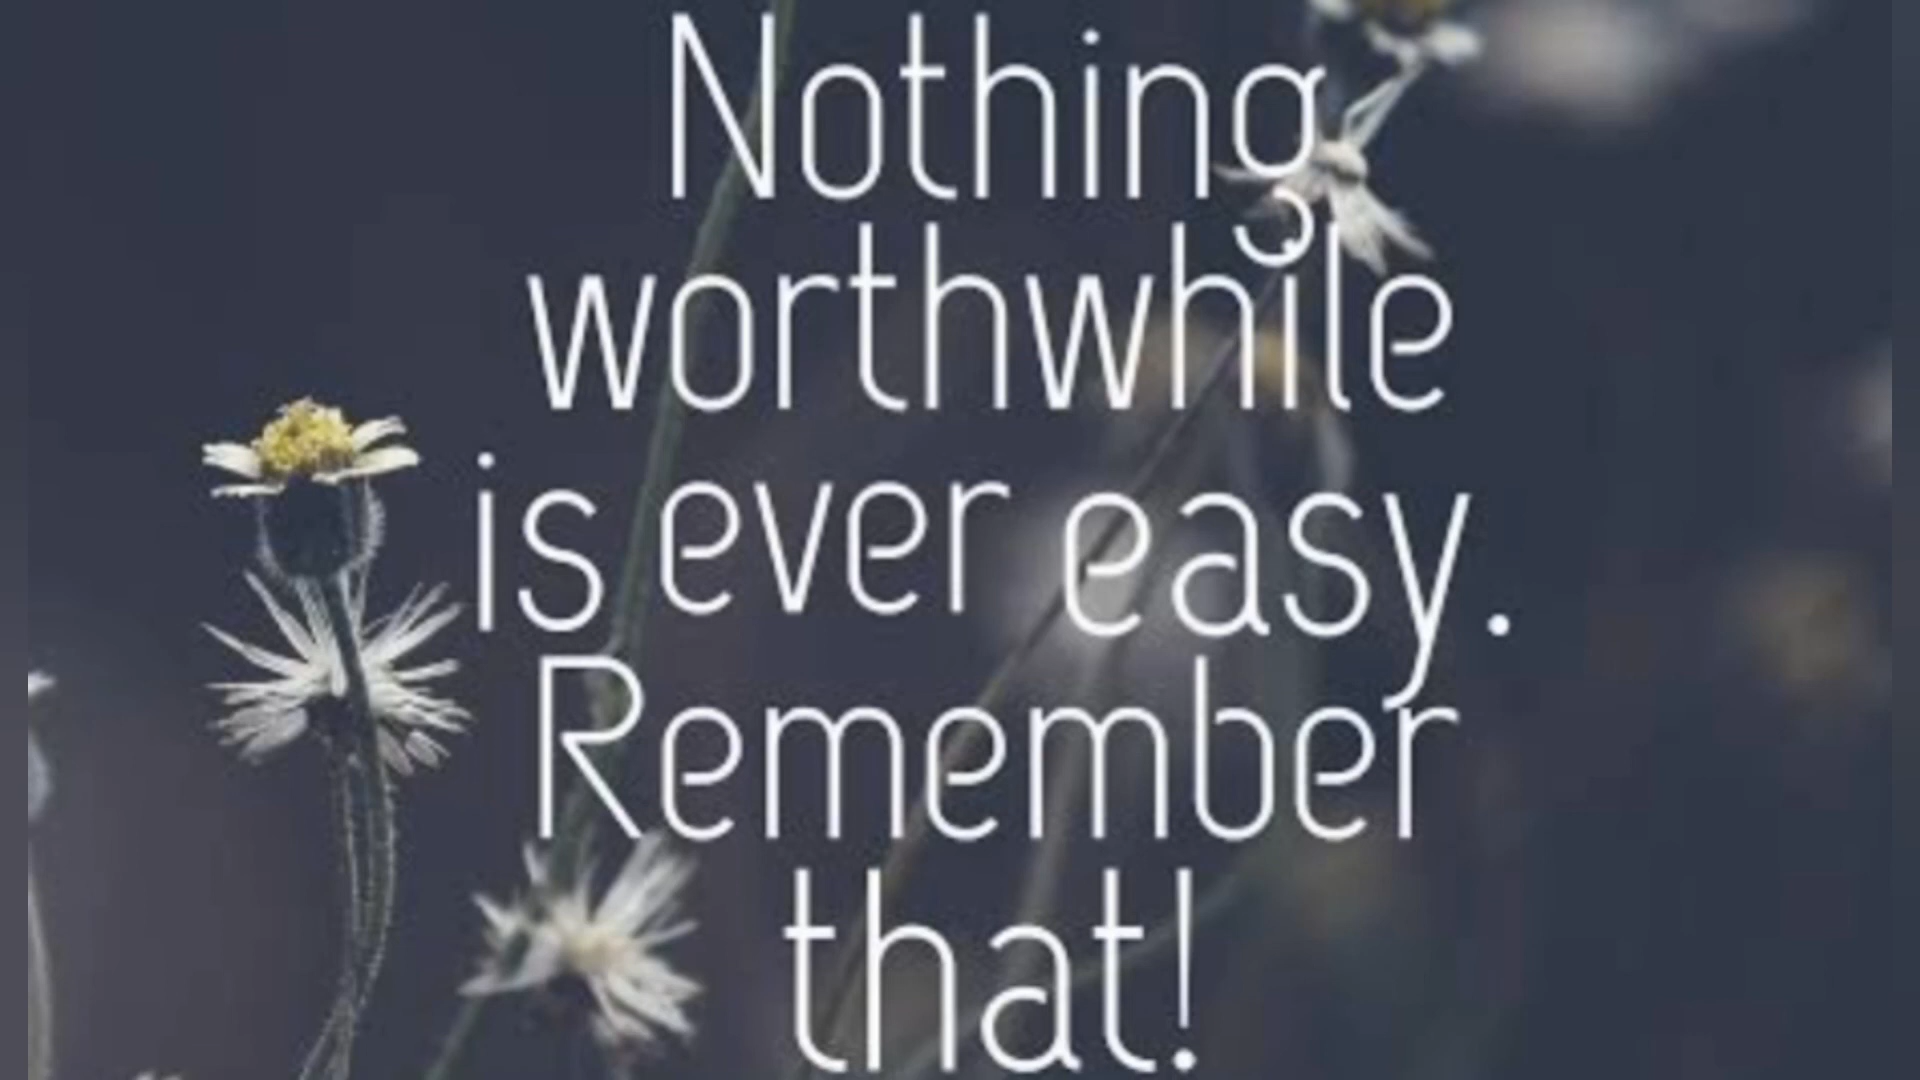 Nothing
worthwhile
is ever easy.
Remember
that!